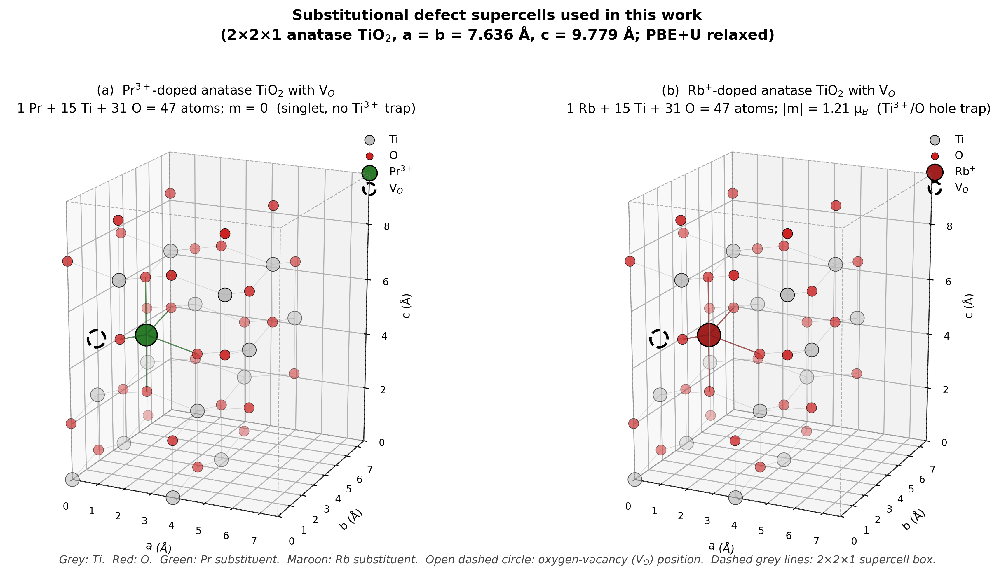 Substitutional defect supercells used in this work
(2×2×1 anatase TiO₂, a = b = 7.636 Å, c = 9.779 Å; PBE+U relaxed)
(a) Pr³⁺-doped anatase TiO₂ with V_O
1 Pr + 15 Ti + 31 O = 47 atoms; m = 0 (singlet, no Ti³⁺ trap)
Ti
O
Pr³⁺
V_O
8
6
4
2
0
c (Å)
0
1
2
3
4
5
6
7
a (Å)
0
1
2
3
4
5
6
7
b (Å)
(b) Rb⁺-doped anatase TiO₂ with V_O
1 Rb + 15 Ti + 31 O = 47 atoms; |m| = 1.21 μ_B (Ti³⁺/O hole trap)
Ti
O
Rb⁺
V_O
8
6
4
2
0
c (Å)
0
1
2
3
4
5
6
7
a (Å)
0
1
2
3
4
5
6
7
b (Å)
Grey: Ti. Red: O. Green: Pr substituent. Maroon: Rb substituent. Open dashed circle: oxygen-vacancy (V_O) position. Dashed grey lines: 2×2×1 supercell box.